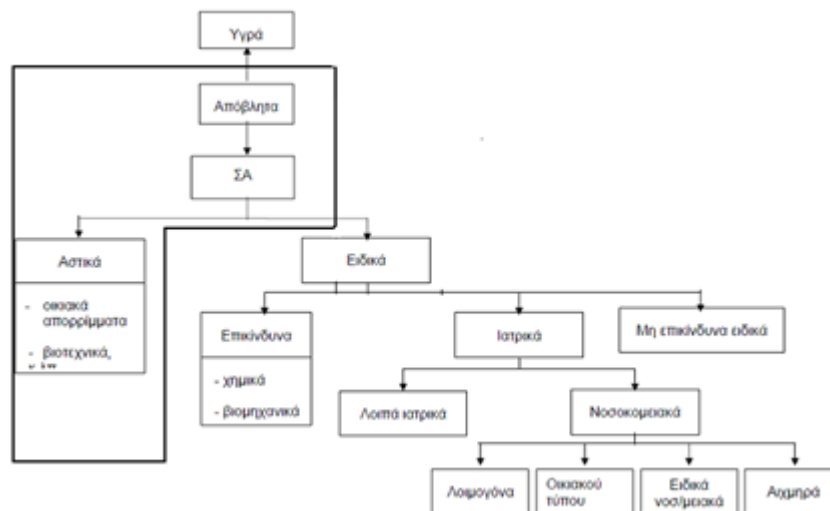 Υγρά
Απόβλητα
ΣΑ
Αστικά
- οικιακά
απορρίμματα
- βιοτεχνικά,
Ειδικά
Επικίνδυνα
- χημικά
- βιομηχανικά
Ιατρικά
Μη επικίνδυνα ειδικά
Λοιπά ιατρικά
Νοσοκομειακά
Λοιμογόνα
Οικιακού
τύπου
Ειδικά
νοσ/μειακά
Αιχμηρά